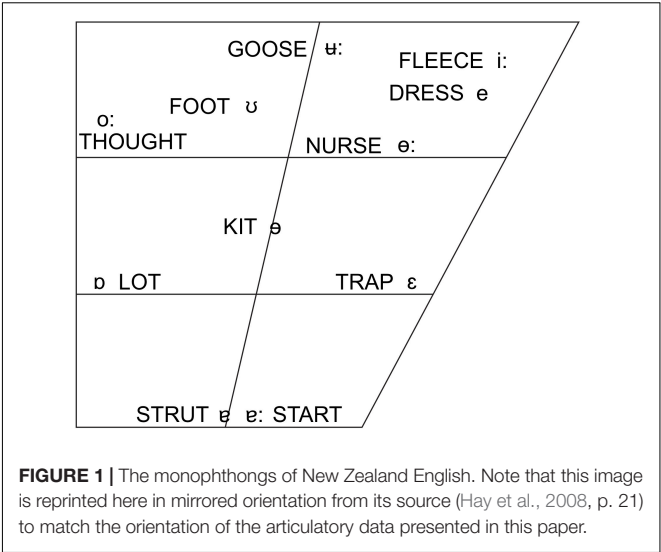 GOOSE ʉ:
FLEECE i:
DRESS e
FOOT ʊ
o:
THOUGHT
NURSE ɵ:
KIT ɘ
ɒ LOT
TRAP ɛ
STRUT ɐ ɐ: START
FIGURE 1 | The monophthongs of New Zealand English. Note that this image
is reprinted here in mirrored orientation from its source (Hay et al., 2008, p. 21)
to match the orientation of the articulatory data presented in this paper.